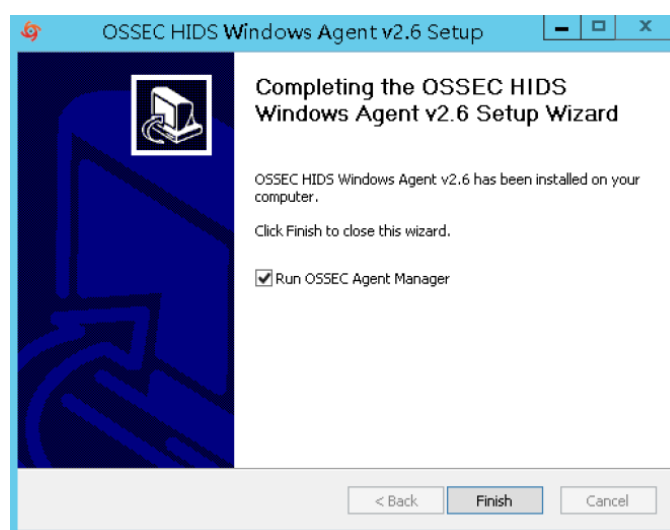 OSSEC HIDS Windows Agent v2.6 Setup
Completing the OSSEC HIDS
Windows Agent v2.6 Setup Wizard
OSSEC HIDS Windows Agent v2.6 has been installed on your
computer.
Click Finish to close this wizard.
Run OSSEC Agent Manager
< Back
Finish
Cancel